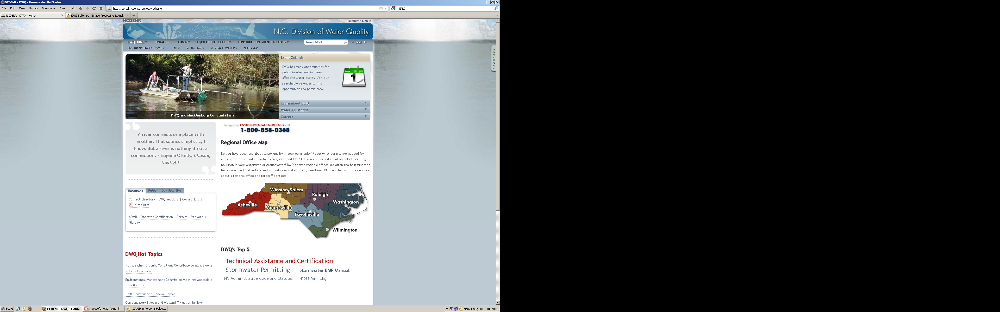 NCDENR - DWQ - Home - Mozilla Firefox
File Edit View History Bookmarks Tools Help
http://portal.ncdenr.org/web/wq/home
ENVI
NCDENR - DWQ - Home
ENVI Software | Image Processing & Anal...
NCDENR
Employee Sign In
N.C. Division of Water Quality
DWQ HOME CONTACTS ADMIN AQUIFER PROTECTION CONSTRUCTION GRANTS & LOANS
Search DENR ...
- Text +
ENVIRO SCIENCES HOME LAB PLANNING SURFACE WATER SITE MAP
feedback
Event Calendar
DWQ has many opportunities for
public involvement in issues
affecting water quality. Visit our
searchable calendar to find
opportunities to participate.
MAY
1
Learn About DWQ
Water You Know!
Careers
DWQ and Mecklenburg Co. Study Fish
A river connects one place with
another. That sounds simplistic, I
know. But a river is nothing if not a
connection. - Eugene O'Kelly, Chasing
Daylight
To report an ENVIRONMENTAL EMERGENCY call
1-800-858-0368
Regional Office Map
Do you have questions about water quality in your community? About what permits are needed for
activities in or around a nearby stream, river and lake? Are you concerned about an activity causing
pollution in your waterways or groundwater? DWQ's seven regional offices are often the best first stop
for answers to local surface and groundwater water quality questions. Click on the map to learn more
about a regional office and for staff contacts.
Winston-Salem
Raleigh
Washington
Asheville
Mooresville
Fayetteville
Wilmington
Resources Rules Our New Site
Contact Directory | DWQ Sections | Commissions |
Org Chart
eDMR | Operator Certification | Permits | Site Map |
Glossary
DWQ Hot Topics
Hot Weather, Drought Conditions Contribute to Algal Blooms
in Cape Fear River
Environmental Management Commission Meetings Accessible
from Website
Draft Construction General Permit
Compensatory Stream and Wetland Mitigation in North
DWQ's Top 5
Technical Assistance and Certification
Stormwater Permitting Stormwater BMP Manual
NC Administrative Code and Statutes NPDES Permitting
Start
NCDENR - DWQ - Hom...
Microsoft PowerPoint - [...
CIPAIR in Personal Folde...
Mon, 1 Aug 2011 10:29:18